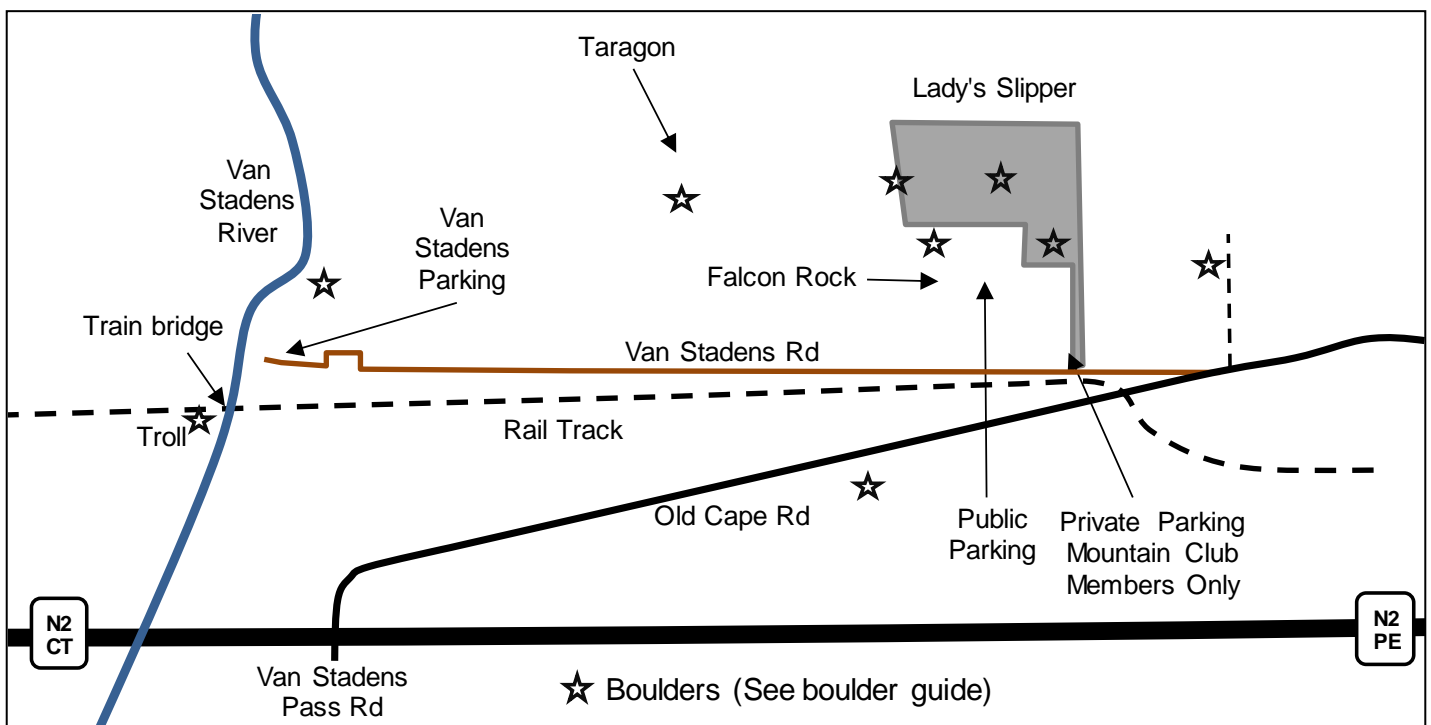 Taragon
Lady's Slipper
Van
Stadens
River
Van
Stadens
Parking
Falcon Rock
Train bridge
Van Stadens Rd
Troll
Rail Track
Old Cape Rd
Public
Parking
Private Parking
Mountain Club
Members Only
N2
CT
N2
PE
Van Stadens
Pass Rd
Boulders (See boulder guide)